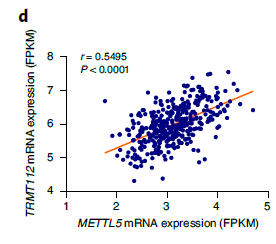 d
r = 0.5495
P < 0.0001
TRMT112 mRNA expression (FPKM)
8
7
6
5
4
1 2 3 4 5
METTL5 mRNA expression (FPKM)